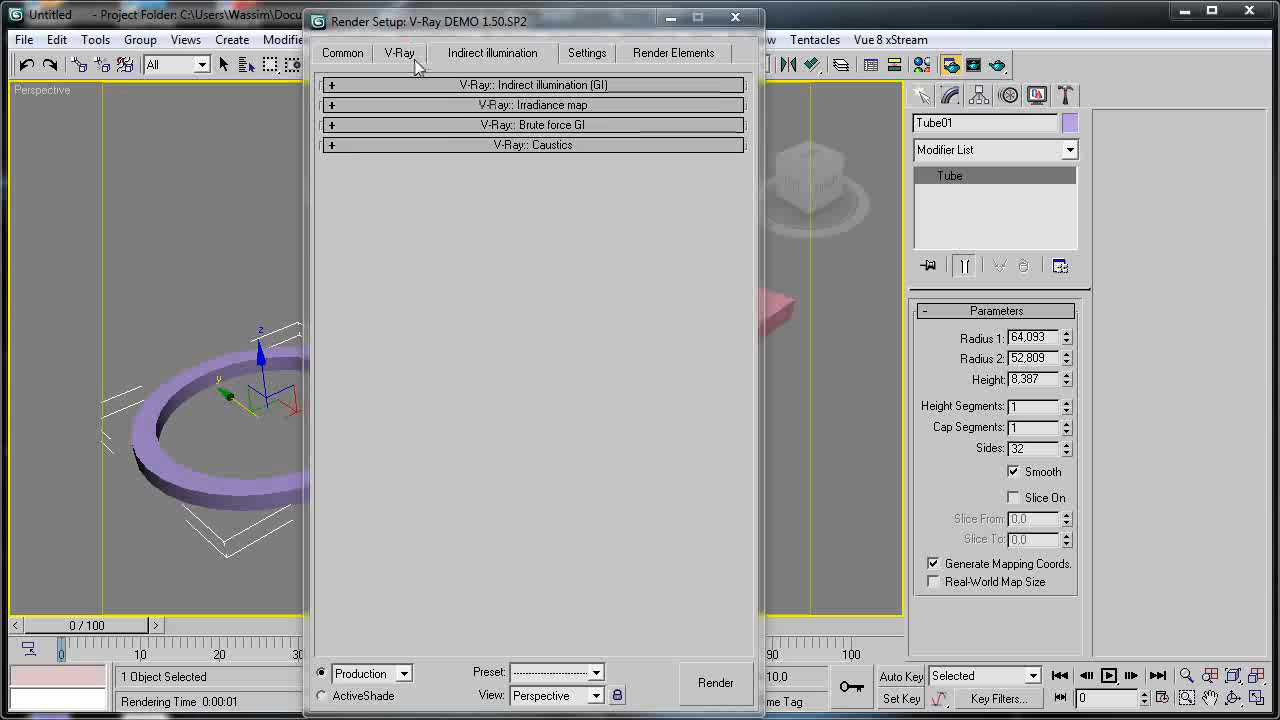 Untitled - Project Folder: C:\Users\Wassim\Docu
Render Setup: V-Ray DEMO 1.50.SP2
File Edit Tools Group Views Create Modifie
Tentacles Vue 8 xStream
All
Common V-Ray Indirect illumination Settings Render Elements
Perspective
+ V-Ray:: Indirect illumination (GI)
+ V-Ray:: Irradiance map
+ V-Ray:: Brute force GI
+ V-Ray:: Caustics
Tube01
Modifier List
Tube
z
y
- Parameters
Radius 1: 64,093
Radius 2: 52,809
Height: 8,387
Height Segments: 1
Cap Segments: 1
Sides: 32
Smooth
Slice On
Slice From: 0,0
Slice To: 0,0
Generate Mapping Coords.
Real-World Map Size
< 0 / 100 >
0 10 20 90 100
Production
ActiveShade
Preset: --------------------
View: Perspective
Render
1 Object Selected
Rendering Time 0:00:01
10,0
me Tag
Auto Key Selected
Set Key Key Filters...
0